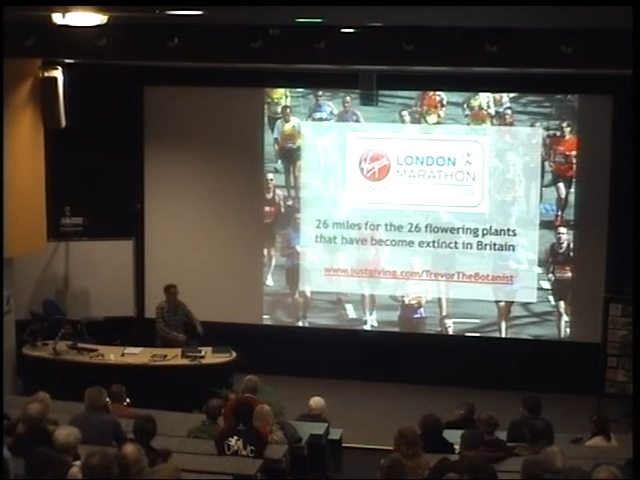 Virgin
LONDON
MARATHON
26 miles for the 26 flowering plants
that have become extinct in Britain
www.justgiving.com/TrevorTheBotanist